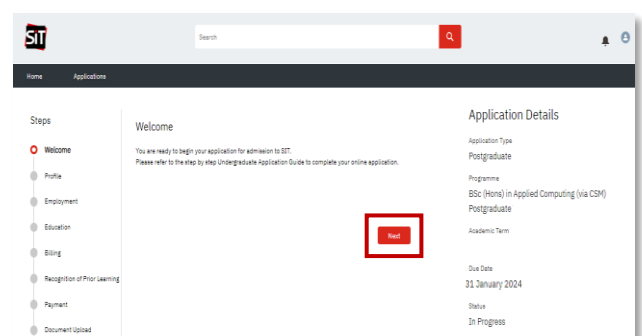 SiT
Search
Home Applications
Steps
Welcome
Profile
Employment
Education
Billing
Recognition of Prior Learning
Payment
Document Upload
Welcome
You are ready to begin your application for admission to SIT.
Please refer to the step by step Undergraduate Application Guide to complete your online application.
Next
Application Details
Application Type
Postgraduate
Programme
BSc (Hons) in Applied Computing (via CSM)
Postgraduate
Academic Term
Due Date
31 January 2024
Status
In Progress